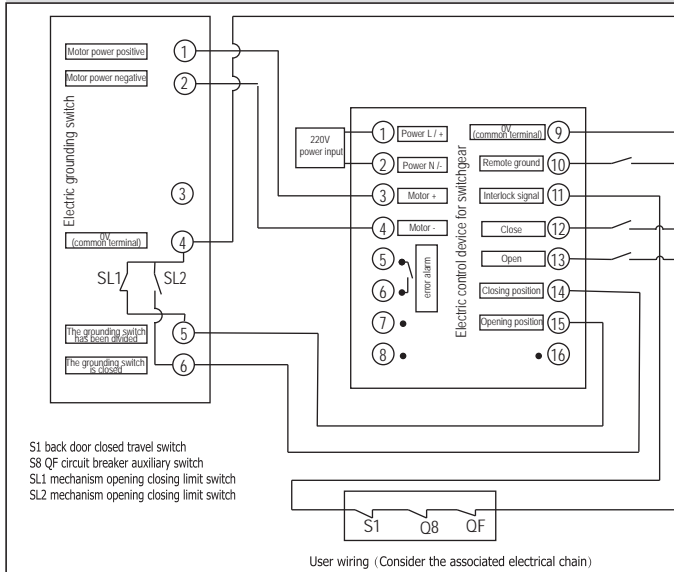 Electric grounding switch
Motor power positive
1
Motor power negative
2
3
0V
(common terminal)
4
SL1
SL2
The grounding switch
has been divided
5
The grounding switch
is closed
6
220V
power input
Electric control device for switchgear
1
Power L / +
2
Power N /-
3
Motor +
4
Motor -
5
6
error alarm
7
8
0V
(common terminal)
9
Remote ground
10
Interlock signal
11
Close
12
Open
13
Closing position
14
Opening position
15
16
S1 back door closed travel switch
S8 QF circuit breaker auxiliary switch
SL1 mechanism opening closing limit switch
SL2 mechanism opening closing limit switch
S1
Q8
QF
User wiring (Consider the associated electrical chain)